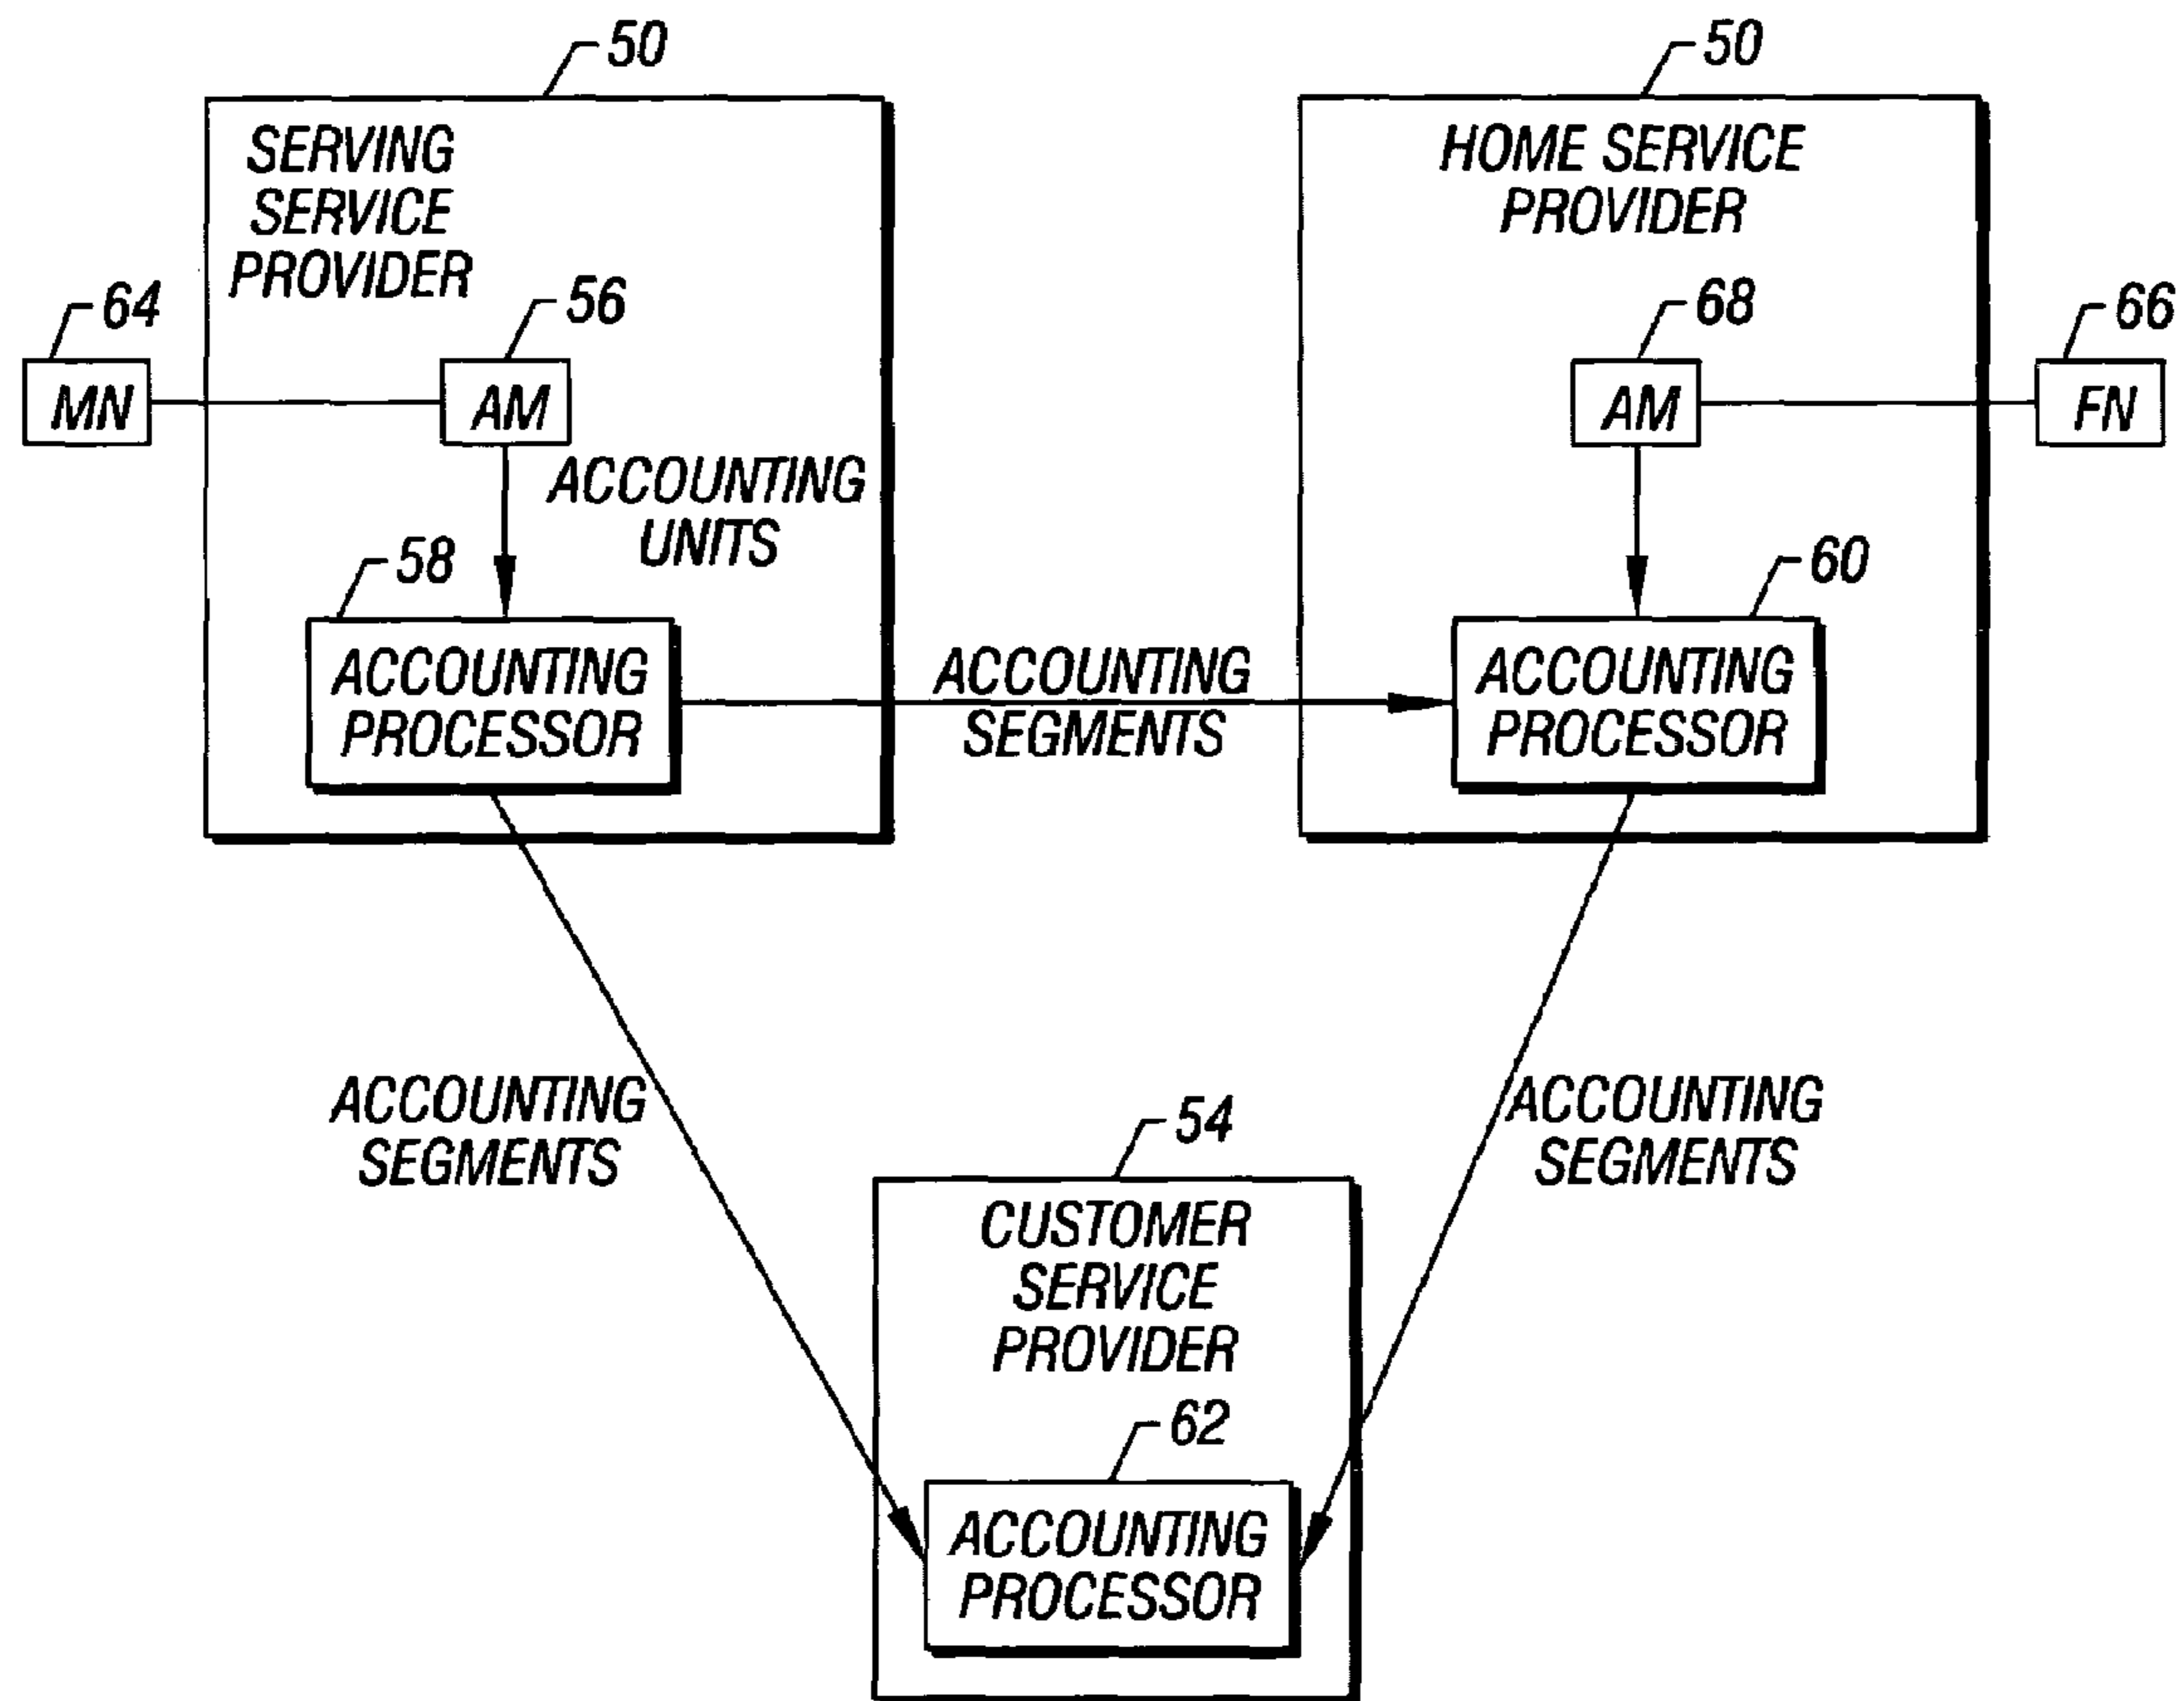 50
50
SERVING
SERVICE
PROVIDER
HOME SERVICE
PROVIDER
64
56
68
66
MN
AM
AM
FN
ACCOUNTING
UNITS
58
60
ACCOUNTING
PROCESSOR
ACCOUNTING
SEGMENTS
ACCOUNTING
PROCESSOR
ACCOUNTING
SEGMENTS
ACCOUNTING
SEGMENTS
54
CUSTOMER
SERVICE
PROVIDER
62
ACCOUNTING
PROCESSOR